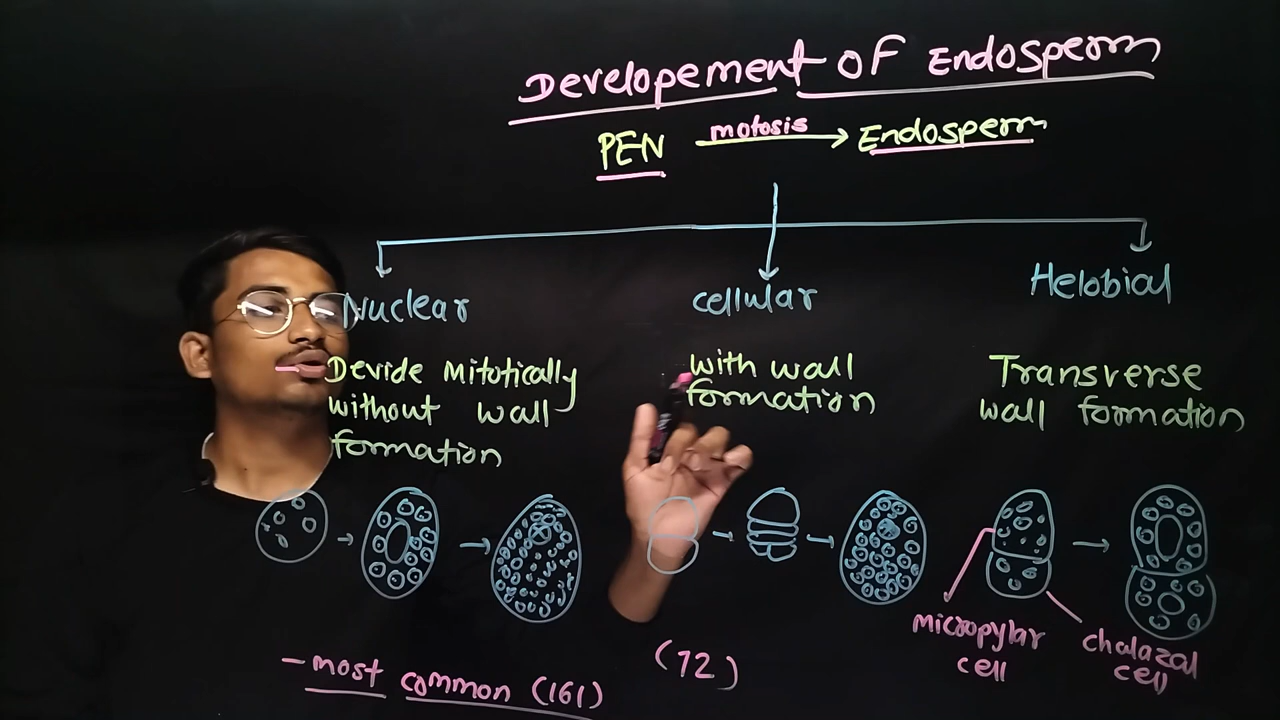 Developement of Endosperm
PEN motosis Endosperm
Nuclear
Devide Mitotically
without wall
formation
- most common (161)
cellular
with wall
formation
(72)
Helobial
Transverse
wall formation
micropylar
cell
chalazal
cell